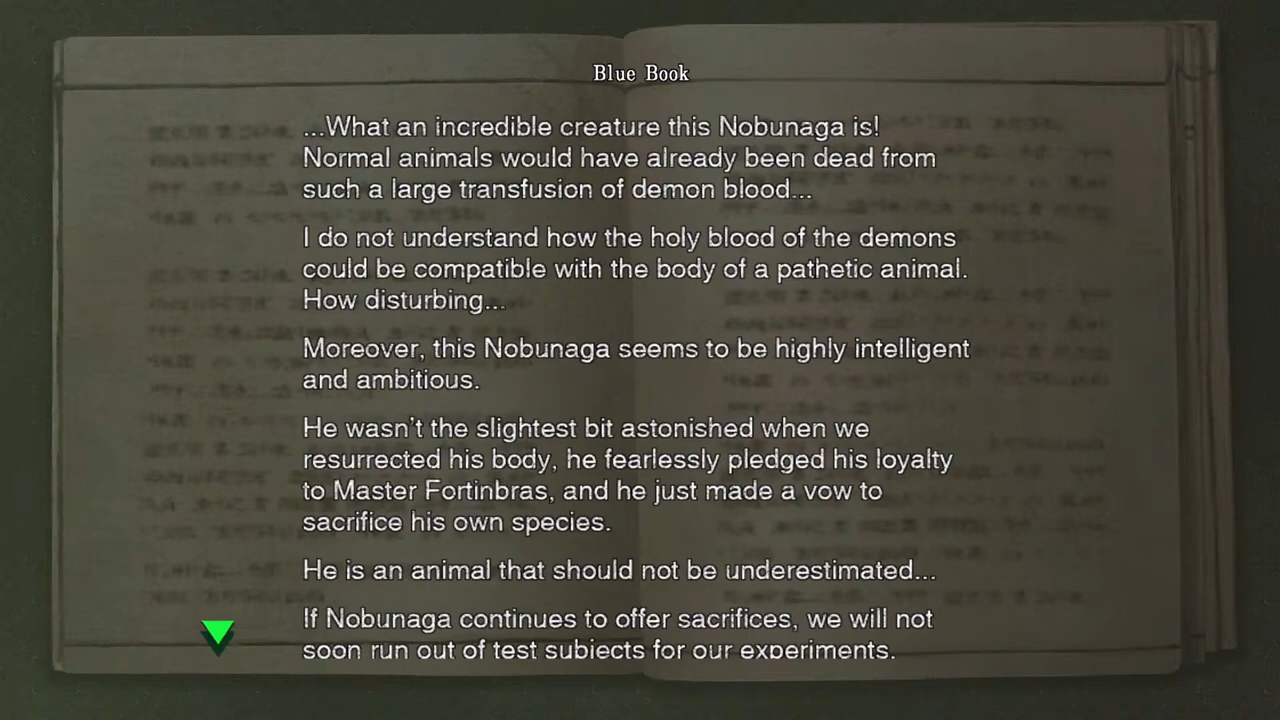 Blue Book
...What an incredible creature this Nobunaga is!
Normal animals would have already been dead from
such a large transfusion of demon blood...
I do not understand how the holy blood of the demons
could be compatible with the body of a pathetic animal.
How disturbing...
Moreover, this Nobunaga seems to be highly intelligent
and ambitious.
He wasn't the slightest bit astonished when we
resurrected his body, he fearlessly pledged his loyalty
to Master Fortinbras, and he just made a vow to
sacrifice his own species.
He is an animal that should not be underestimated...
If Nobunaga continues to offer sacrifices, we will not
soon run out of test subjects for our experiments.